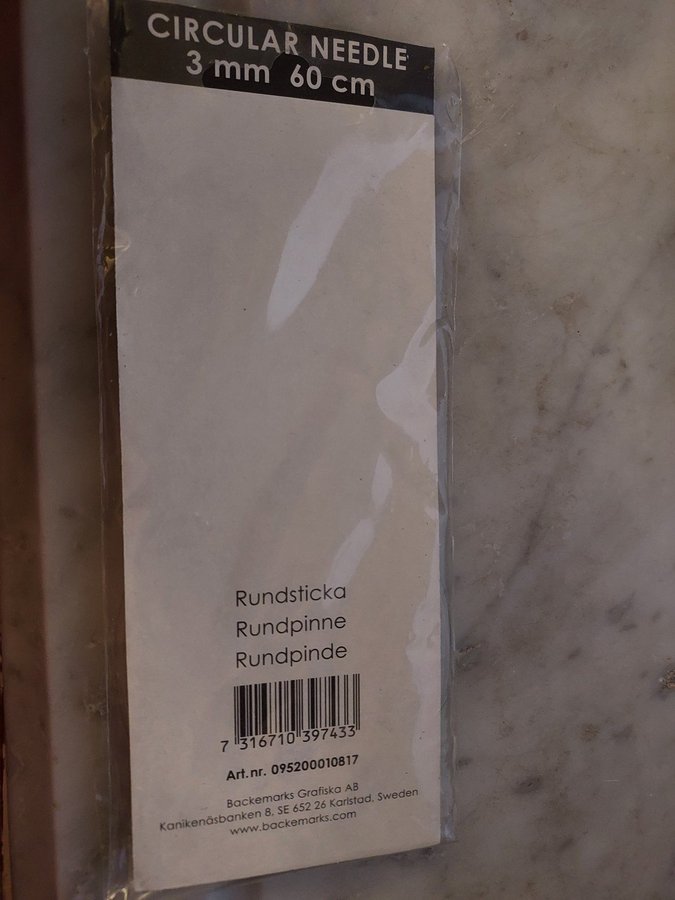 CIRCULAR NEEDLE
3 mm 60 cm
Rundsticka
Rundpinne
Rundpinde
7 316710 397433
Art.nr. 095200010817
Backemarks Grafiska AB
Kanikenäsbanken 8, SE 652 26 Karlstad, Sweden
www.backemarks.com